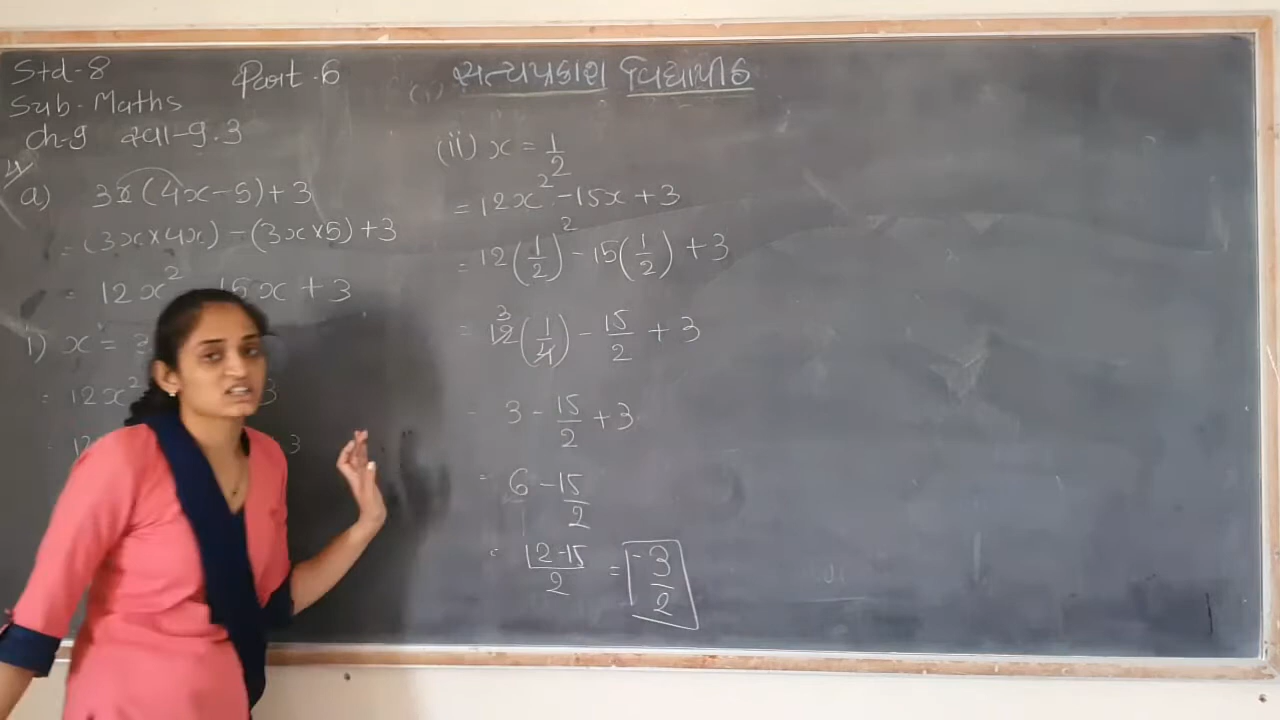 Std-8
Sub-Maths
Ch-9 સ્વા-9.3
Part.6
સત્યપ્રકાશ વિદ્યાપીઠ
4
a) 3x(4x-5)+3
= (3x×4x) - (3x×5)+3
= 12x² - 15x + 3
i) x = 3
= 12x² 3
= 12 3
(ii) x = 1/2
= 12x² - 15x + 3
= 12(1/2)² - 15(1/2) + 3
= 12 3 (1/4) - 15/2 + 3
= 3 - 15/2 + 3
= 6 - 15/2
= 12-15/2 = -3/2